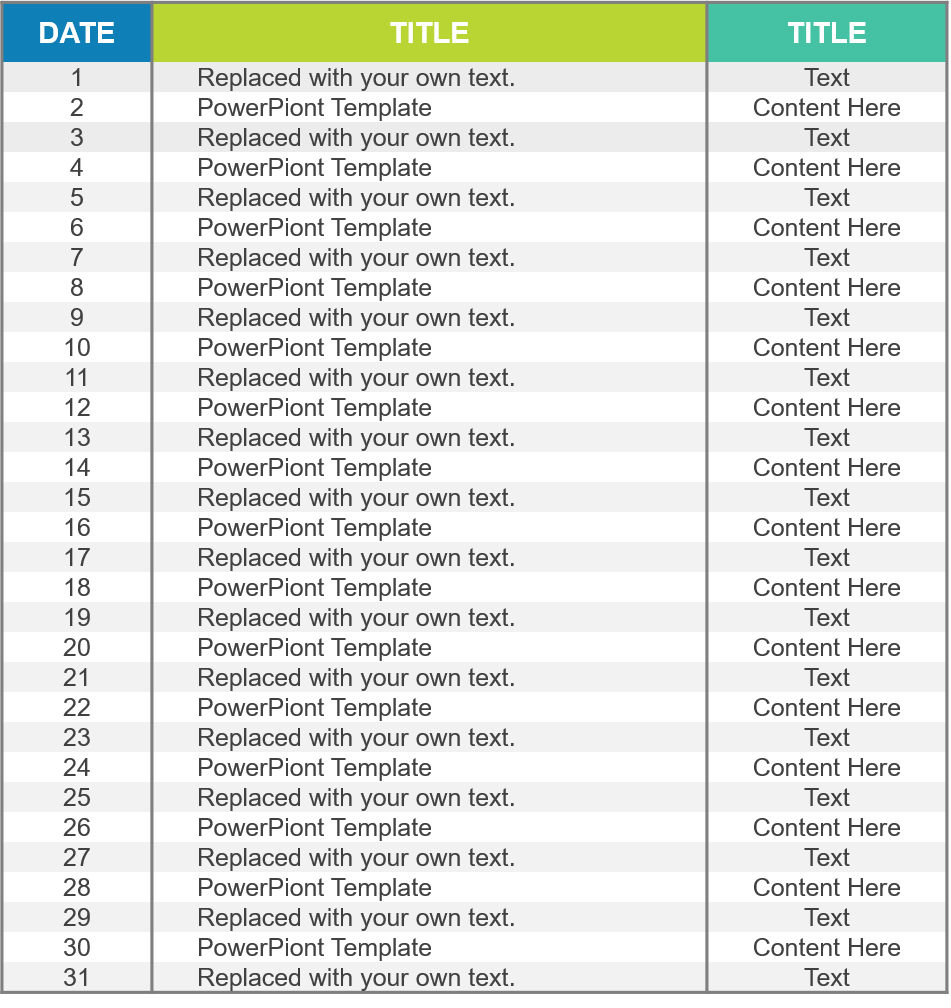 DATE TITLE TITLE
1 Replaced with your own text. Text
2 PowerPiont Template Content Here
3 Replaced with your own text. Text
4 PowerPiont Template Content Here
5 Replaced with your own text. Text
6 PowerPiont Template Content Here
7 Replaced with your own text. Text
8 PowerPiont Template Content Here
9 Replaced with your own text. Text
10 PowerPiont Template Content Here
11 Replaced with your own text. Text
12 PowerPiont Template Content Here
13 Replaced with your own text. Text
14 PowerPiont Template Content Here
15 Replaced with your own text. Text
16 PowerPiont Template Content Here
17 Replaced with your own text. Text
18 PowerPiont Template Content Here
19 Replaced with your own text. Text
20 PowerPiont Template Content Here
21 Replaced with your own text. Text
22 PowerPiont Template Content Here
23 Replaced with your own text. Text
24 PowerPiont Template Content Here
25 Replaced with your own text. Text
26 PowerPiont Template Content Here
27 Replaced with your own text. Text
28 PowerPiont Template Content Here
29 Replaced with your own text. Text
30 PowerPiont Template Content Here
31 Replaced with your own text. Text